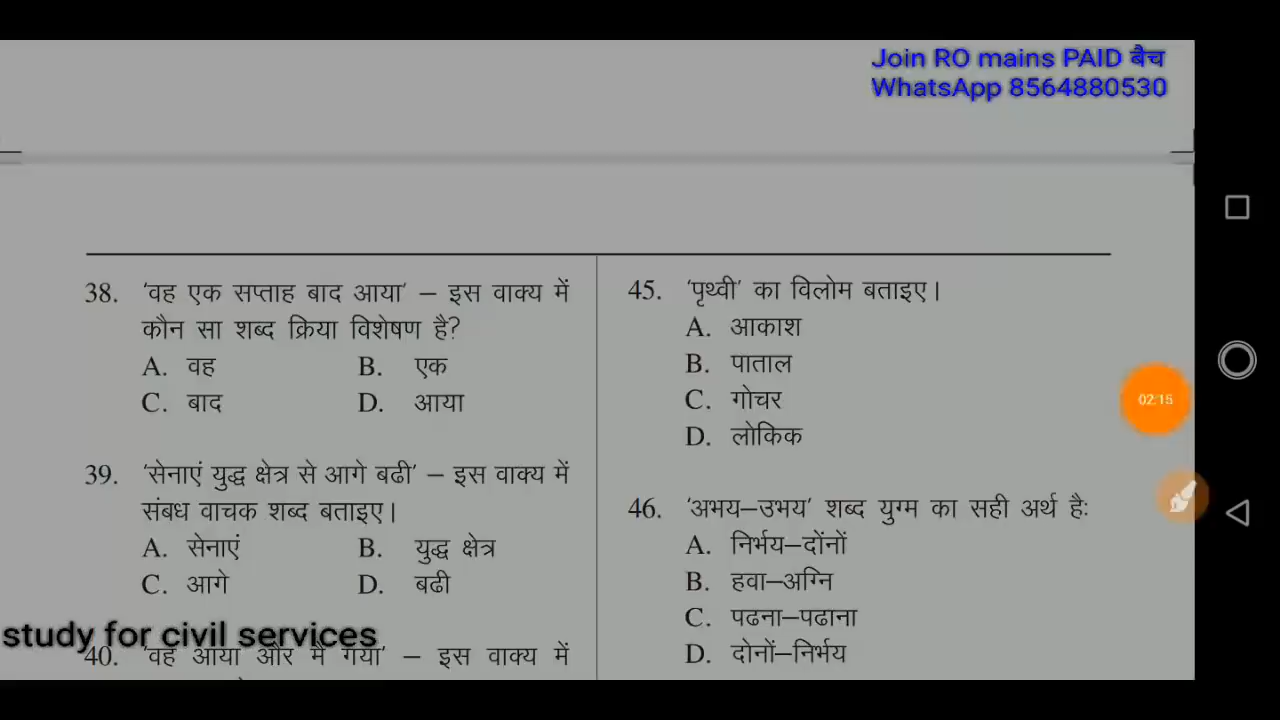 Join RO mains PAID बैच
WhatsApp 8564880530
38. 'वह एक सप्ताह बाद आया' – इस वाक्य में
कौन सा शब्द क्रिया विशेषण है?
A. वह B. एक
C. बाद D. आया
39. 'सेनाएं युद्ध क्षेत्र से आगे बढी' – इस वाक्य में
संबध वाचक शब्द बताइए।
A. सेनाएं B. युद्ध क्षेत्र
C. आगे D. बढी
study for civil services
40. 'वह आया और मैं गया' – इस वाक्य में
45. 'पृथ्वी' का विलोम बताइए।
A. आकाश
B. पाताल
C. गोचर
D. लोकिक
46. 'अभय–उभय' शब्द युग्म का सही अर्थ है:
A. निर्भय–दोंनों
B. हवा–अग्नि
C. पढना–पढाना
D. दोनों–निर्भय
02:15